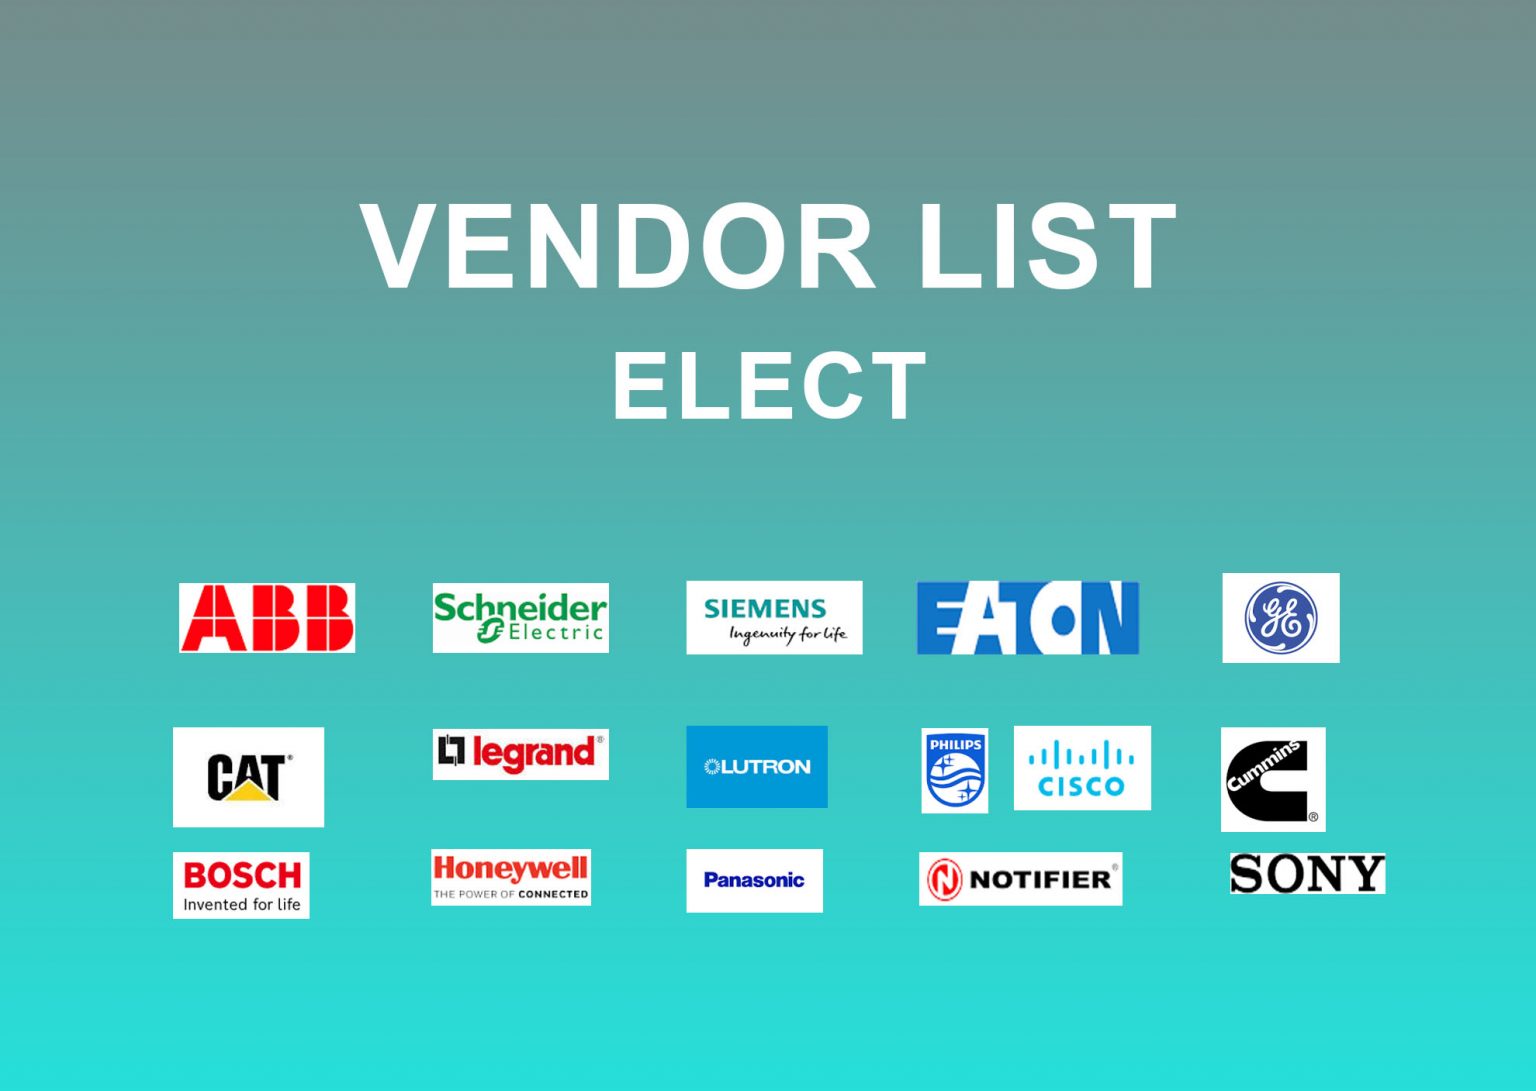 VENDOR LIST
ELECT
ABB
Schneider
Electric
SIEMENS
Ingenuity for life
EATON
GE
CAT®
legrand®
LUTRON
PHILIPS
CISCO
Cummins
®
BOSCH
Invented for life
Honeywell
THE POWER OF CONNECTED
Panasonic
N NOTIFIER®
SONY